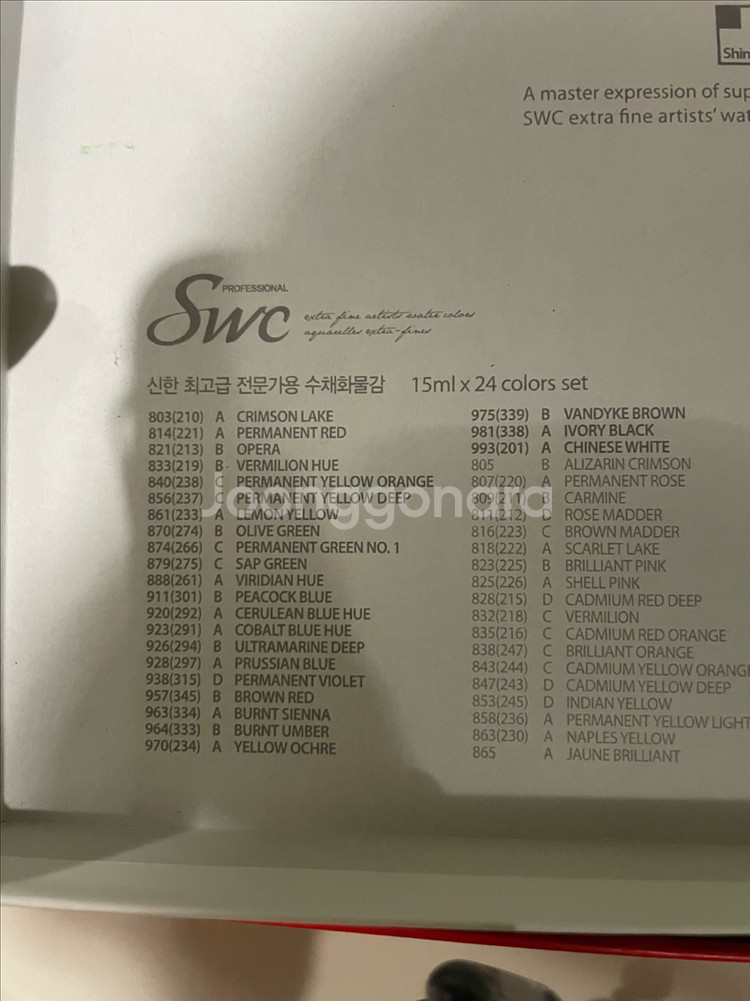 Shin
A master expression of sup
SWC extra fine artists' wat
PROFESSIONAL
Swc
extra fine artists water colors
aquarelles extra-fines
신한 최고급 전문가용 수채화물감 15ml x 24 colors set
803(210) A CRIMSON LAKE
814(221) A PERMANENT RED
821(213) B OPERA
833(219) B VERMILION HUE
840(238) C PERMANENT YELLOW ORANGE
856(237) C PERMANENT YELLOW DEEP
861(233) A LEMON YELLOW
870(274) B OLIVE GREEN
874(266) C PERMANENT GREEN NO. 1
879(275) C SAP GREEN
888(261) A VIRIDIAN HUE
911(301) B PEACOCK BLUE
920(292) A CERULEAN BLUE HUE
923(291) A COBALT BLUE HUE
926(294) B ULTRAMARINE DEEP
928(297) A PRUSSIAN BLUE
938(315) D PERMANENT VIOLET
957(345) B BROWN RED
963(334) A BURNT SIENNA
964(333) B BURNT UMBER
970(234) A YELLOW OCHRE
975(339) B VANDYKE BROWN
981(338) A IVORY BLACK
993(201) A CHINESE WHITE
805 B ALIZARIN CRIMSON
807(220) A PERMANENT ROSE
809(211) B CARMINE
811(212) D ROSE MADDER
816(223) C BROWN MADDER
818(222) A SCARLET LAKE
823(225) B BRILLIANT PINK
825(226) A SHELL PINK
828(215) D CADMIUM RED DEEP
832(218) C VERMILION
835(216) C CADMIUM RED ORANGE
838(247) C BRILLIANT ORANGE
843(244) C CADMIUM YELLOW ORANG
847(243) D CADMIUM YELLOW DEEP
853(245) D INDIAN YELLOW
858(236) A PERMANENT YELLOW LIGHT
863(230) A NAPLES YELLOW
865 A JAUNE BRILLIANT
Joonggonara